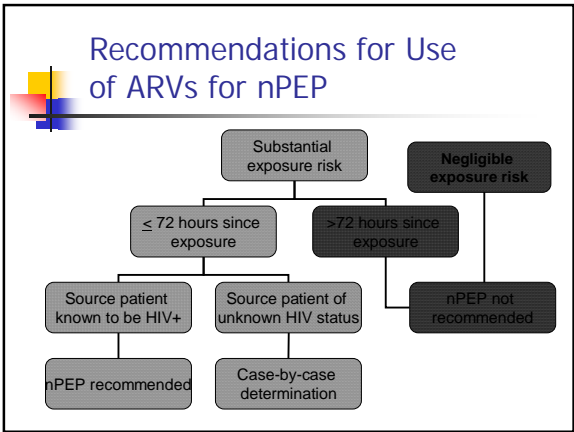 Recommendations for Use
of ARVs for nPEP
Substantial
exposure risk
Negligible
exposure risk
≤ 72 hours since
exposure
>72 hours since
exposure
Source patient
known to be HIV+
Source patient of
unknown HIV status
nPEP not
recommended
nPEP recommended
Case-by-case
determination